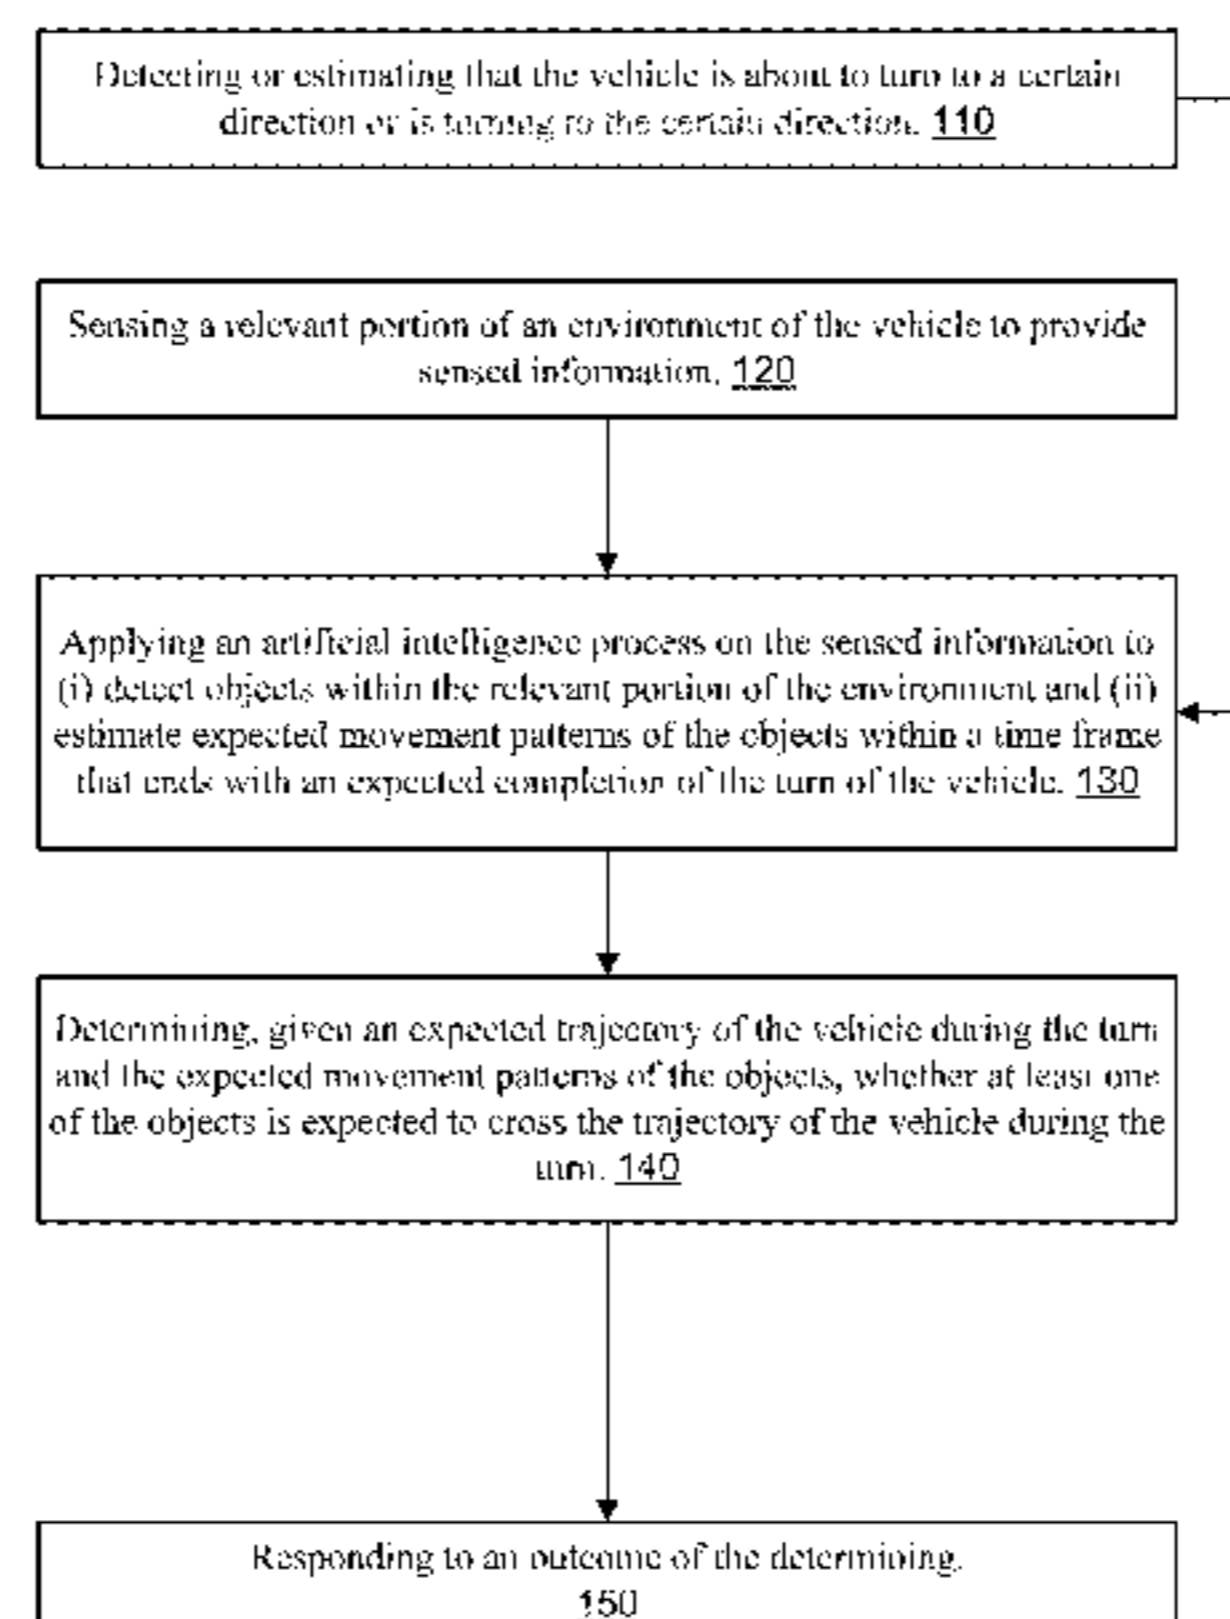 Detecting or estimating that the vehicle is about to turn to a certain
direction or is turning to the certain direction. 110
Sensing a relevant portion of an environment of the vehicle to provide
sensed information. 120
Applying an artificial intelligence process on the sensed information to
(i) detect objects within the relevant portion of the environment and (ii)
estimate expected movement patterns of the objects within a time frame
that ends with an expected completion of the turn of the vehicle. 130
Determining, given an expected trajectory of the vehicle during the turn
and the expected movement patterns of the objects, whether at least one
of the objects is expected to cross the trajectory of the vehicle during the
turn. 140
Responding to an outcome of the determining.
150